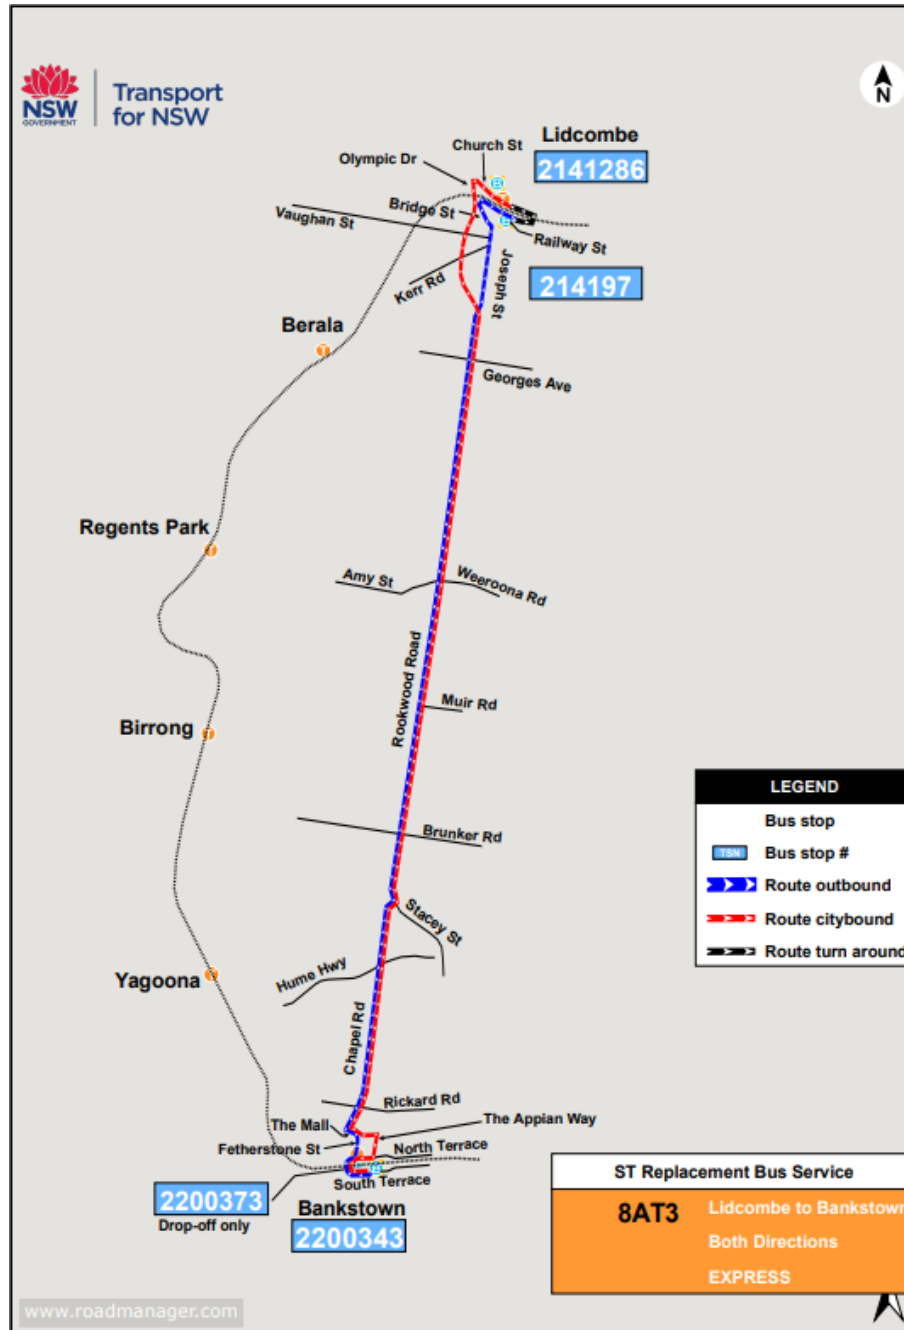 NSW
GOVERNMENT
Transport
for NSW
N
Lidcombe
2141286
Church St
Olympic Dr
Bridge St
Vaughan St
Railway St
214197
Kerr Rd
Joseph St
Berala
Georges Ave
Regents Park
Amy St
Weeroona Rd
Rookwood Road
Muir Rd
Birrong
Brunker Rd
LEGEND
Bus stop
TSN
Bus stop #
Route outbound
Route citybound
Route turn around
Stacey St
Hume Hwy
Yagoona
Chapel Rd
Rickard Rd
The Mall
The Appian Way
Fetherstone St
North Terrace
South Terrace
2200373
Drop-off only
Bankstown
2200343
ST Replacement Bus Service
8AT3
Lidcombe to Bankstown
Both Directions
EXPRESS
www.roadmanager.com